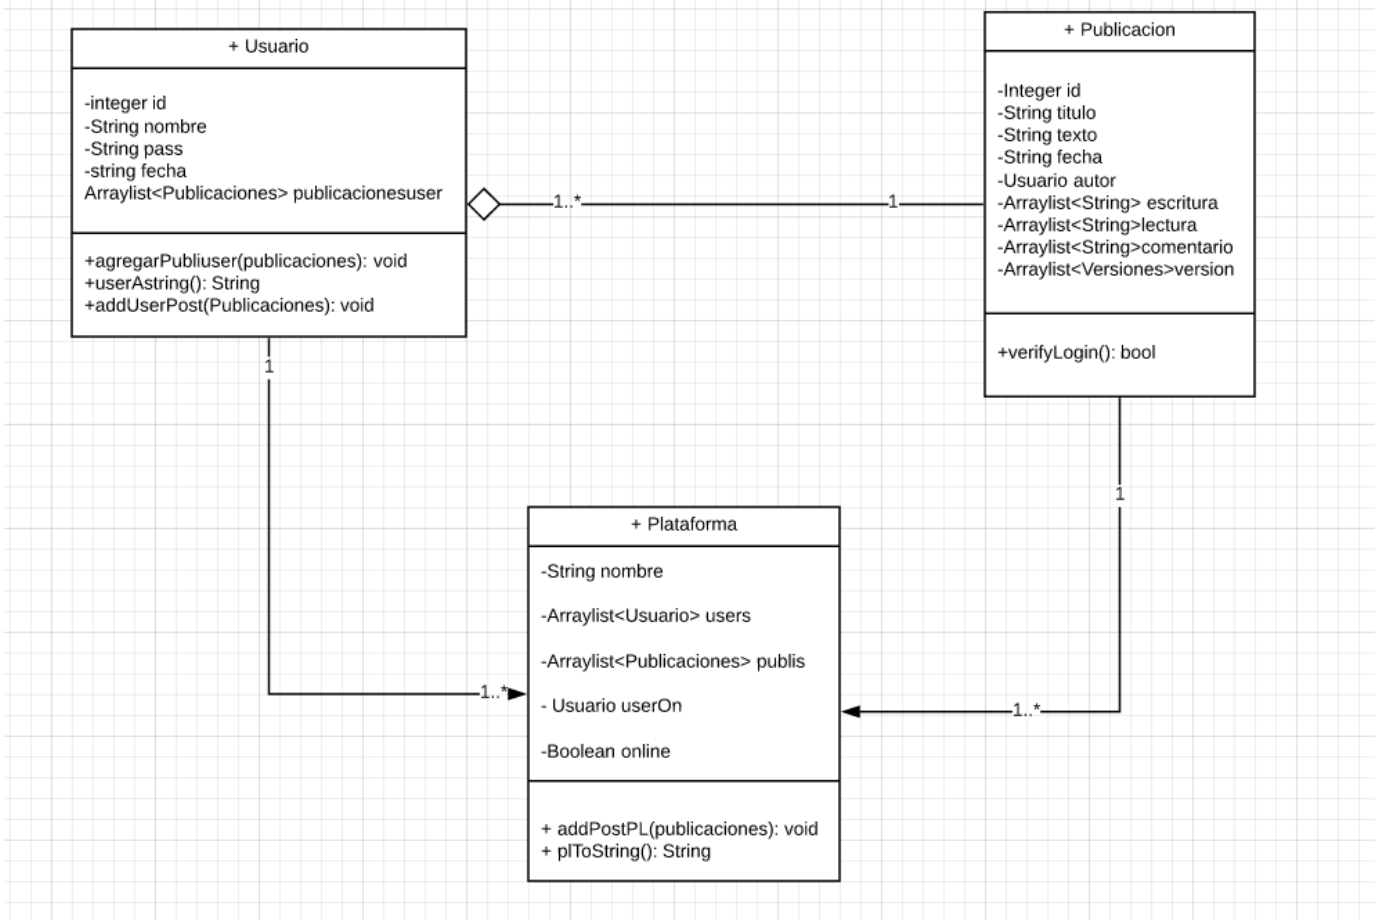 + Usuario
-integer id
-String nombre
-String pass
-string fecha
Arraylist<Publicaciones> publicacionesuser
+agregarPubliuser(publicaciones): void
+userAstring(): String
+addUserPost(Publicaciones): void
1..*
1
+ Publicacion
-Integer id
-String titulo
-String texto
-String fecha
-Usuario autor
-Arraylist<String> escritura
-Arraylist<String>lectura
-Arraylist<String>comentario
-Arraylist<Versiones>version
+verifyLogin(): bool
1
1..*
1
1..*
+ Plataforma
-String nombre
-Arraylist<Usuario> users
-Arraylist<Publicaciones> publis
- Usuario userOn
-Boolean online
+ addPostPL(publicaciones): void
+ plToString(): String